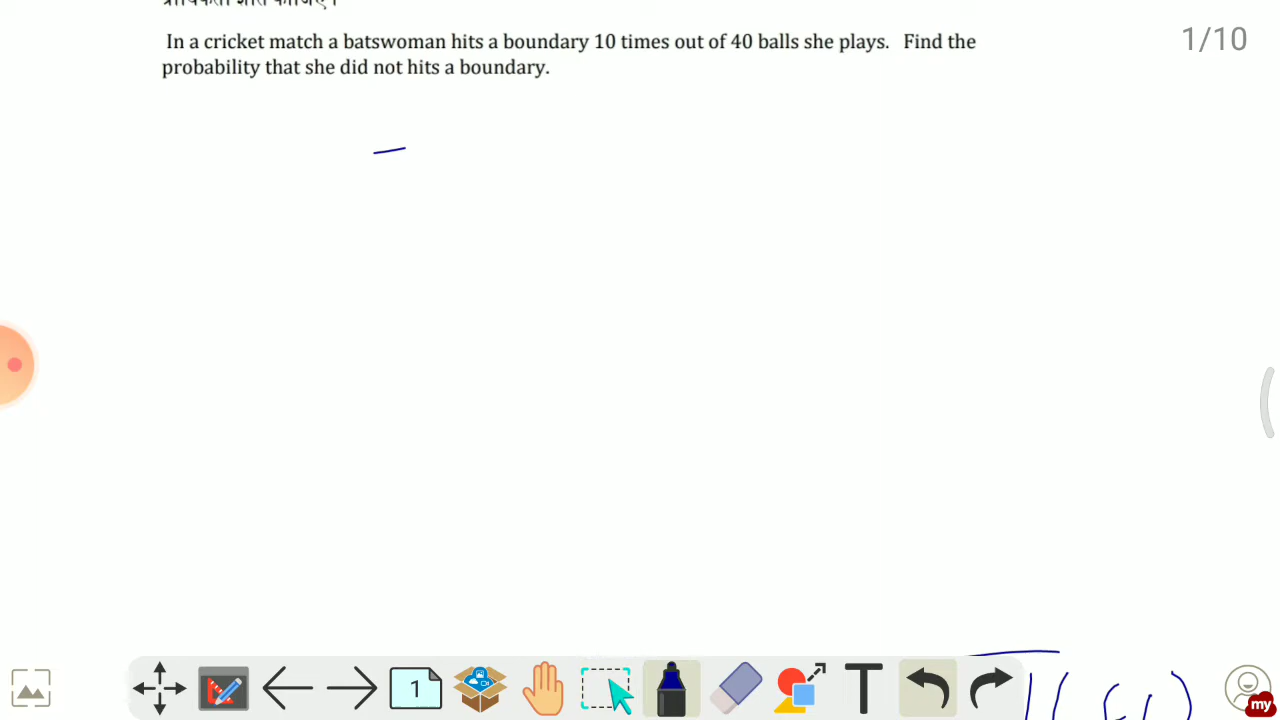 In a cricket match a batswoman hits a boundary 10 times out of 40 balls she plays. Find the
probability that she did not hits a boundary.
1/10
1
T
my